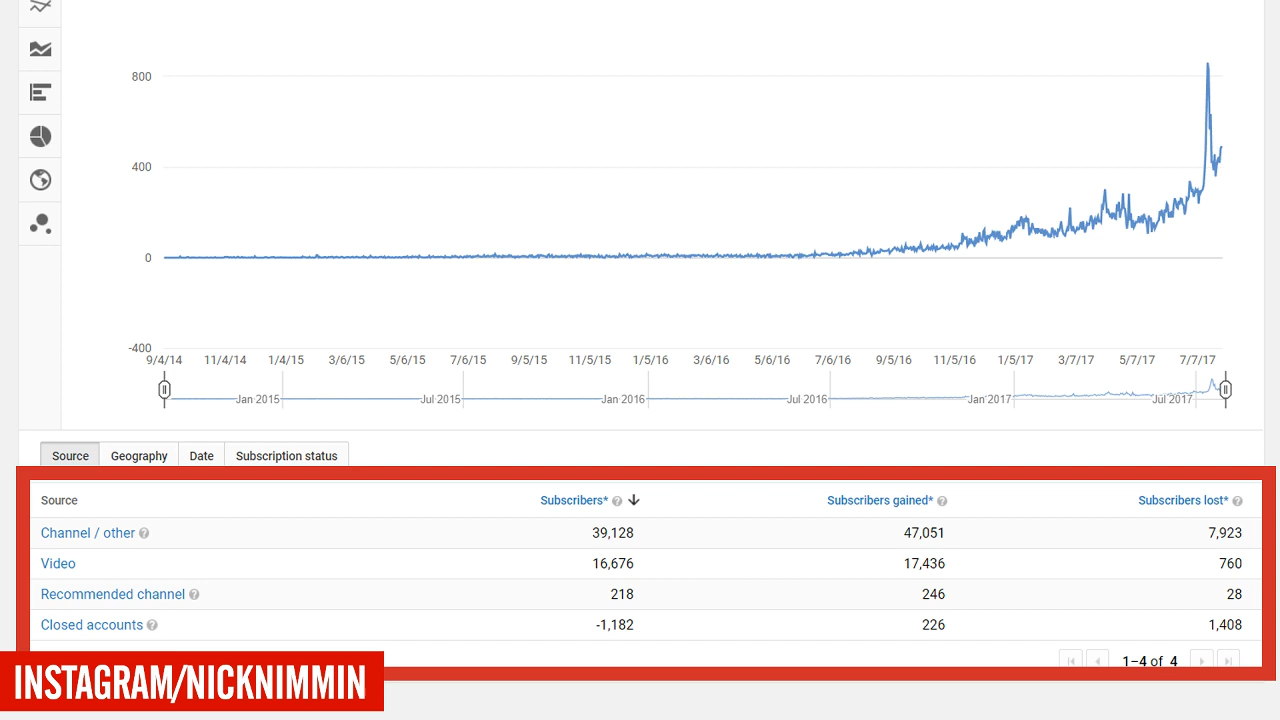 800
400
0
-400
9/4/14 11/4/14 1/4/15 3/6/15 5/6/15 7/6/15 9/5/15 11/5/15 1/5/16 3/6/16 5/6/16 7/6/16 9/5/16 11/5/16 1/5/17 3/7/17 5/7/17 7/7/17
Jan 2015 Jul 2015 Jan 2016 Jul 2016 Jan 2017 Jul 2017
Source Geography Date Subscription status
Source Subscribers* ? Subscribers gained* ? Subscribers lost* ?
Channel / other ? 39,128 47,051 7,923
Video 16,676 17,436 760
Recommended channel ? 218 246 28
Closed accounts ? -1,182 226 1,408
1–4 of 4
INSTAGRAM/NICKNIMMIN